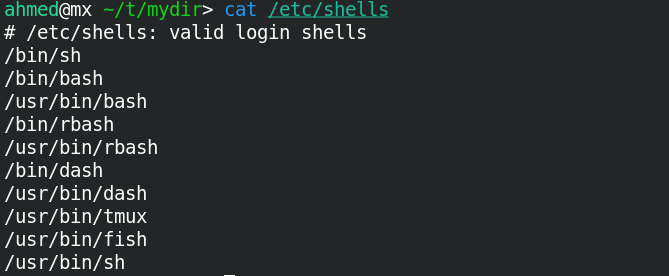 ahmed@mx ~/t/mydir> cat /etc/shells
# /etc/shells: valid login shells
/bin/sh
/bin/bash
/usr/bin/bash
/bin/rbash
/usr/bin/rbash
/bin/dash
/usr/bin/dash
/usr/bin/tmux
/usr/bin/fish
/usr/bin/sh